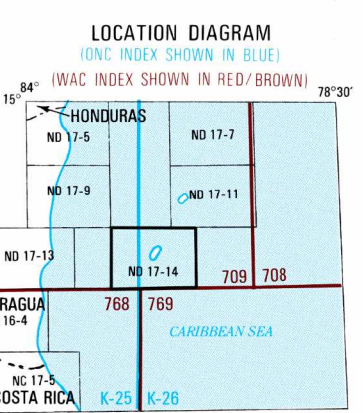 LOCATION DIAGRAM
(ONC INDEX SHOWN IN BLUE)
(WAC INDEX SHOWN IN RED/BROWN)
84°
78°30'
15°
HONDURAS
ND 17-5
ND 17-7
ND 17-9
ND 17-11
ND 17-13
ND 17-14
709 708
RAGUA
768 769
16-4
CARIBBEAN SEA
NC 17-5
OSTA RICA
K-25 K-26